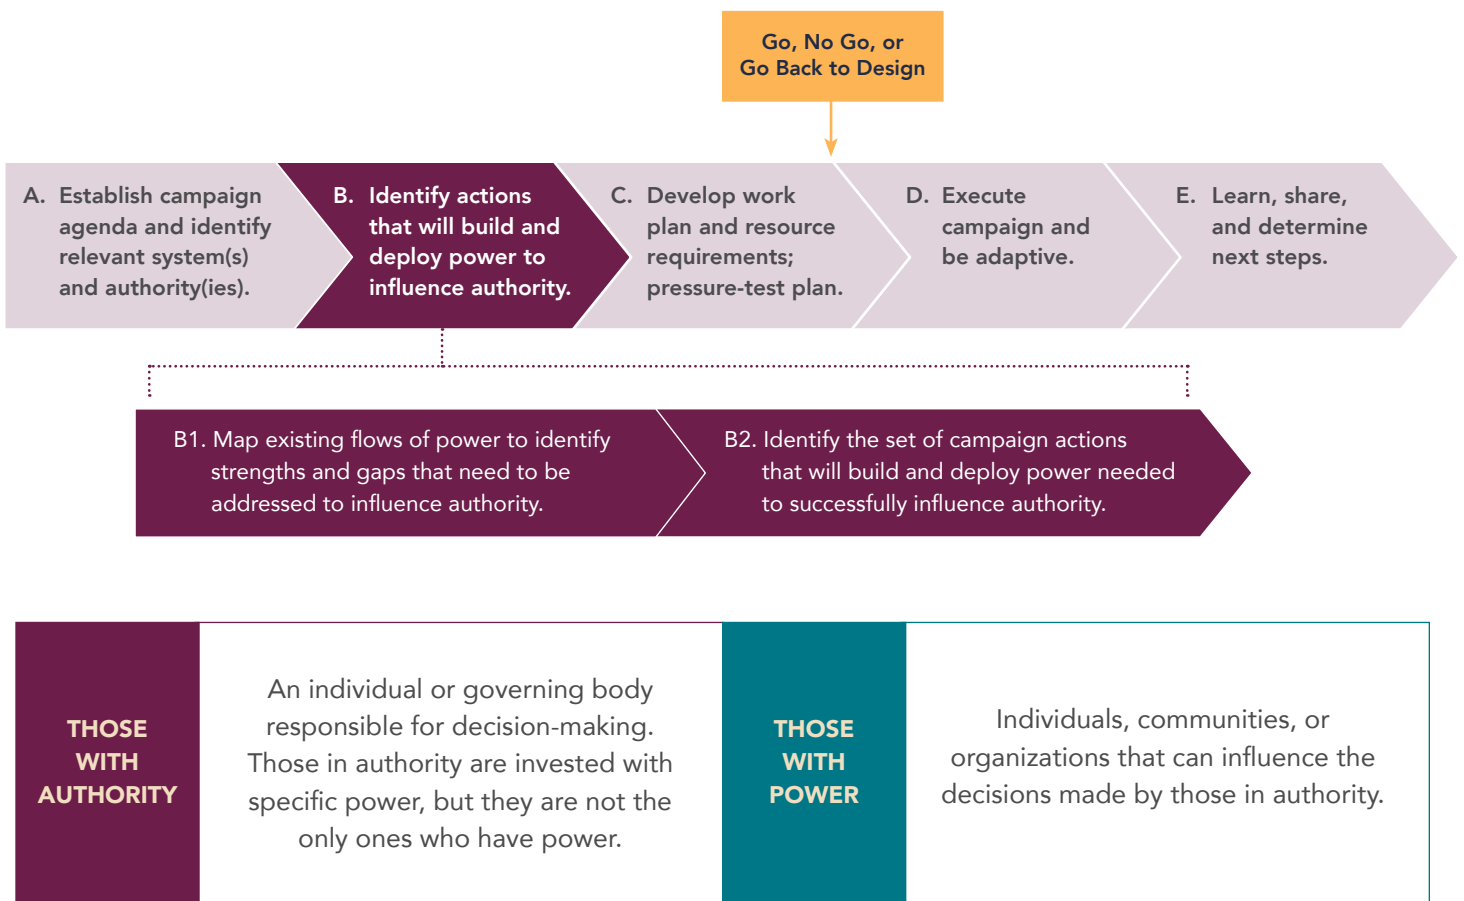 Go, No Go, or
Go Back to Design
A. Establish campaign
agenda and identify
relevant system(s)
and authority(ies).
B. Identify actions
that will build and
deploy power to
influence authority.
C. Develop work
plan and resource
requirements;
pressure-test plan.
D. Execute
campaign and
be adaptive.
E. Learn, share,
and determine
next steps.
B1. Map existing flows of power to identify
strengths and gaps that need to be
addressed to influence authority.
B2. Identify the set of campaign actions
that will build and deploy power needed
to successfully influence authority.
THOSE
WITH
AUTHORITY
An individual or governing body
responsible for decision-making.
Those in authority are invested with
specific power, but they are not the
only ones who have power.
THOSE
WITH
POWER
Individuals, communities, or
organizations that can influence the
decisions made by those in authority.